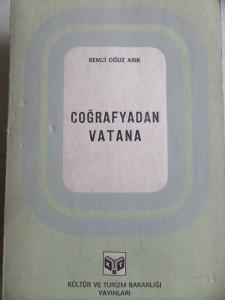 REMZİ OĞUZ ARIK
COĞRAFYADAN
VATANA
KÜLTÜR VE TURİZM BAKANLIĞI
YAYINLARI